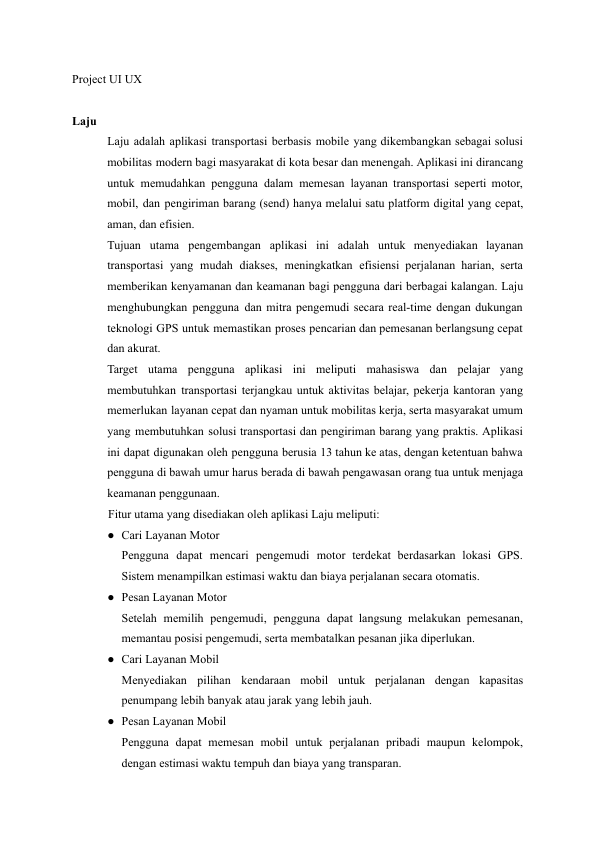 Project UI UX
Laju
Laju adalah aplikasi transportasi berbasis mobile yang dikembangkan sebagai solusi
mobilitas modern bagi masyarakat di kota besar dan menengah. Aplikasi ini dirancang
untuk memudahkan pengguna dalam memesan layanan transportasi seperti motor,
mobil, dan pengiriman barang (send) hanya melalui satu platform digital yang cepat,
aman, dan efisien.
Tujuan utama pengembangan aplikasi ini adalah untuk menyediakan layanan
transportasi yang mudah diakses, meningkatkan efisiensi perjalanan harian, serta
memberikan kenyamanan dan keamanan bagi pengguna dari berbagai kalangan. Laju
menghubungkan pengguna dan mitra pengemudi secara real-time dengan dukungan
teknologi GPS untuk memastikan proses pencarian dan pemesanan berlangsung cepat
dan akurat.
Target utama pengguna aplikasi ini meliputi mahasiswa dan pelajar yang
membutuhkan transportasi terjangkau untuk aktivitas belajar, pekerja kantoran yang
memerlukan layanan cepat dan nyaman untuk mobilitas kerja, serta masyarakat umum
yang membutuhkan solusi transportasi dan pengiriman barang yang praktis. Aplikasi
ini dapat digunakan oleh pengguna berusia 13 tahun ke atas, dengan ketentuan bahwa
pengguna di bawah umur harus berada di bawah pengawasan orang tua untuk menjaga
keamanan penggunaan.
Fitur utama yang disediakan oleh aplikasi Laju meliputi:
● Cari Layanan Motor
Pengguna dapat mencari pengemudi motor terdekat berdasarkan lokasi GPS.
Sistem menampilkan estimasi waktu dan biaya perjalanan secara otomatis.
● Pesan Layanan Motor
Setelah memilih pengemudi, pengguna dapat langsung melakukan pemesanan,
memantau posisi pengemudi, serta membatalkan pesanan jika diperlukan.
● Cari Layanan Mobil
Menyediakan pilihan kendaraan mobil untuk perjalanan dengan kapasitas
penumpang lebih banyak atau jarak yang lebih jauh.
● Pesan Layanan Mobil
Pengguna dapat memesan mobil untuk perjalanan pribadi maupun kelompok,
dengan estimasi waktu tempuh dan biaya yang transparan.